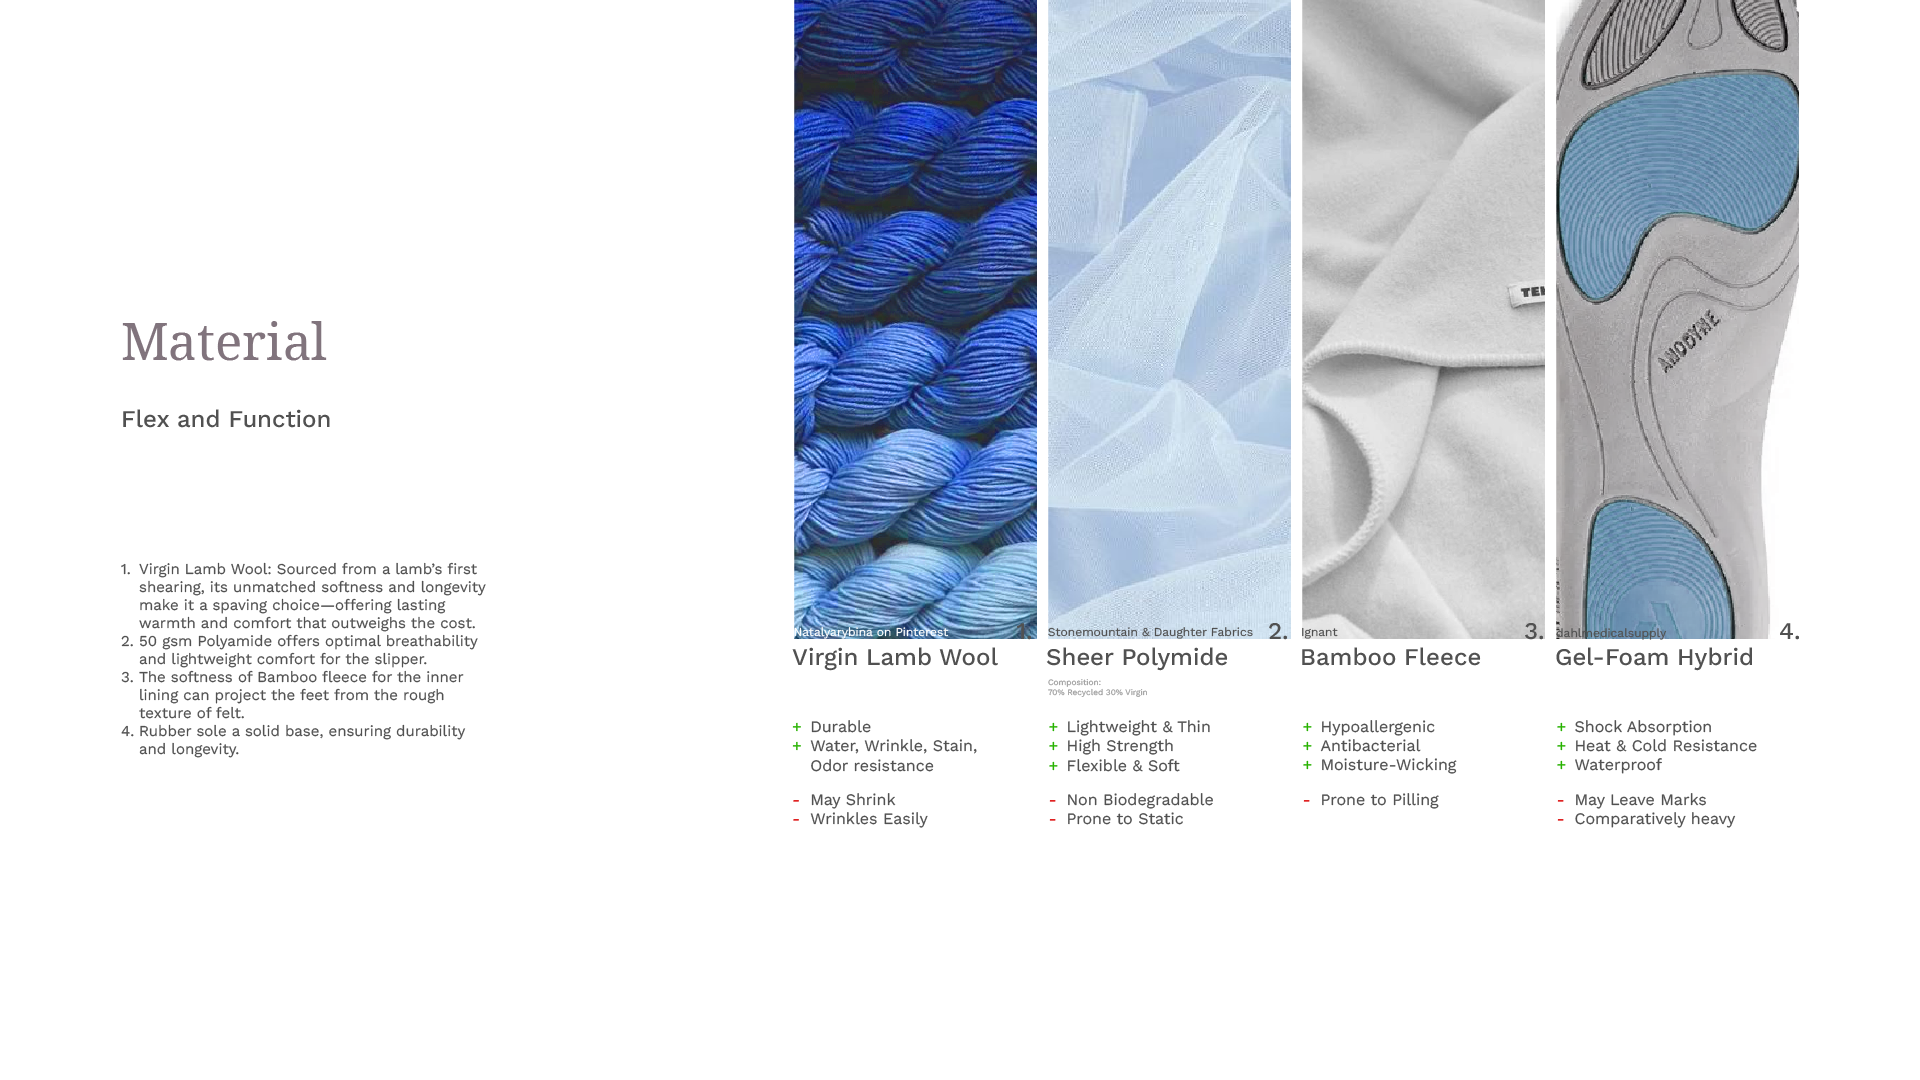 Material
Flex and Function
1. Virgin Lamb Wool: Sourced from a lamb’s first
shearing, its unmatched softness and longevity
make it a spaving choice—offering lasting
warmth and comfort that outweighs the cost.
2. 50 gsm Polyamide offers optimal breathability
and lightweight comfort for the slipper.
3. The softness of Bamboo fleece for the inner
lining can project the feet from the rough
texture of felt.
4. Rubber sole a solid base, ensuring durability
and longevity.
Natalyarybina on Pinterest
1.
Virgin Lamb Wool
+ Durable
+ Water, Wrinkle, Stain,
Odor resistance
- May Shrink
- Wrinkles Easily
Stonemountain & Daughter Fabrics
2.
Sheer Polymide
Composition:
70% Recycled 30% Virgin
+ Lightweight & Thin
+ High Strength
+ Flexible & Soft
- Non Biodegradable
- Prone to Static
TEK
Ignant
3.
Bamboo Fleece
+ Hypoallergenic
+ Antibacterial
+ Moisture-Wicking
- Prone to Pilling
ANODYNE
dahlmedicalsupply
4.
Gel-Foam Hybrid
+ Shock Absorption
+ Heat & Cold Resistance
+ Waterproof
- May Leave Marks
- Comparatively heavy